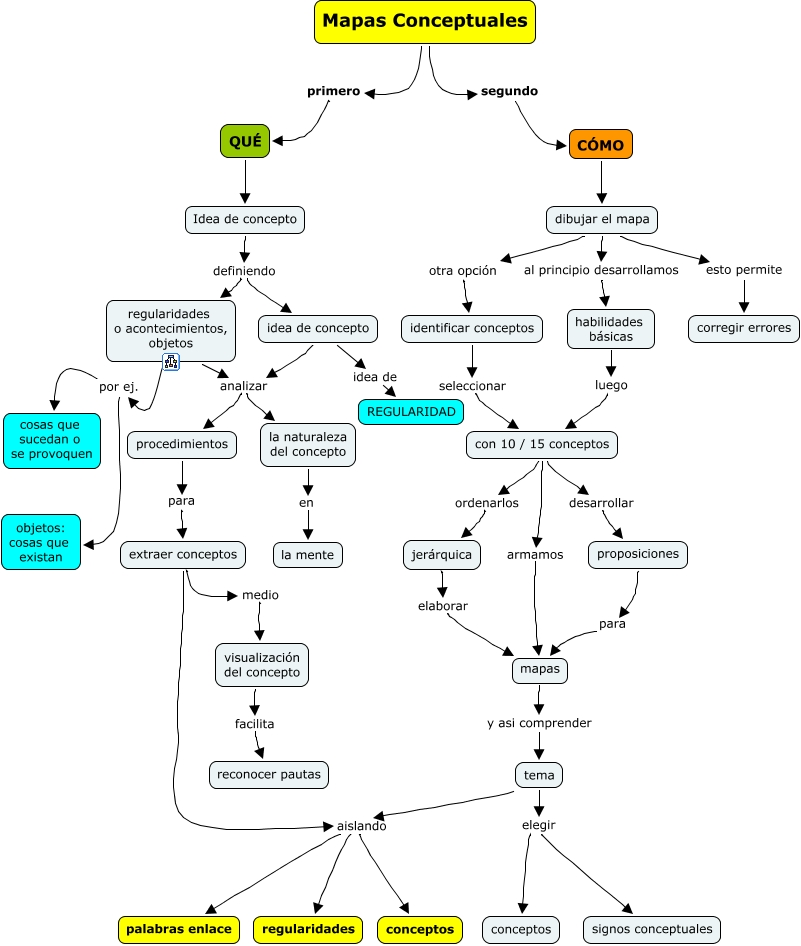 Mapas Conceptuales
primero
segundo
QUÉ
CÓMO
Idea de concepto
dibujar el mapa
definiendo
otra opción
al principio desarrollamos
esto permite
regularidades
o acontecimientos,
objetos
idea de concepto
identificar conceptos
habilidades
básicas
corregir errores
por ej.
analizar
idea de
seleccionar
luego
REGULARIDAD
cosas que
sucedan o
se provoquen
procedimientos
la naturaleza
del concepto
con 10 / 15 conceptos
para
en
ordenarlos
desarrollar
objetos:
cosas que
existan
extraer conceptos
la mente
jerárquica
armamos
proposiciones
medio
elaborar
para
visualización
del concepto
mapas
facilita
y asi comprender
reconocer pautas
tema
aislando
elegir
palabras enlace
regularidades
conceptos
conceptos
signos conceptuales